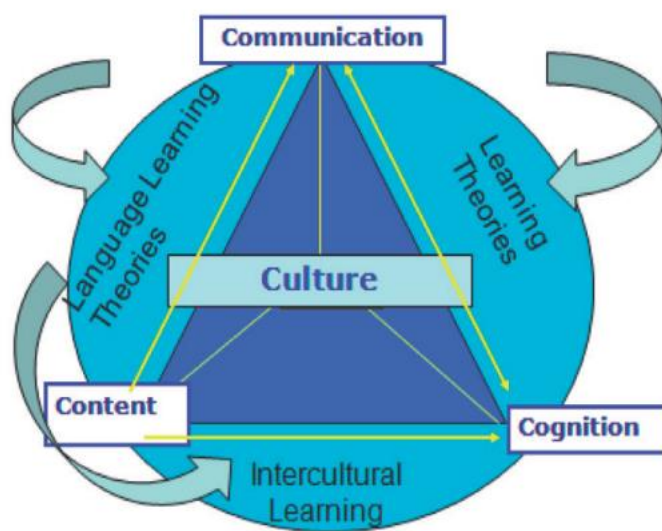 Communication
Language Learning
Theories
Learning
Theories
Culture
Content
Cognition
Intercultural
Learning